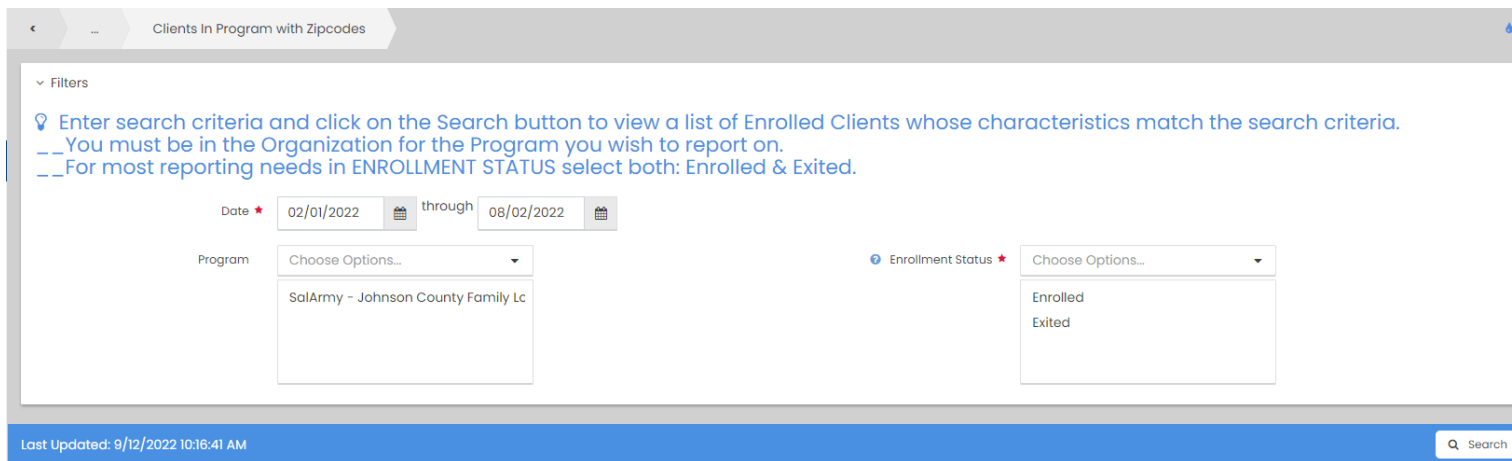 ... Clients In Program with Zipcodes
Filters
Enter search criteria and click on the Search button to view a list of Enrolled Clients whose characteristics match the search criteria.
__You must be in the Organization for the Program you wish to report on.
__For most reporting needs in ENROLLMENT STATUS select both: Enrolled & Exited.
Date ★ 02/01/2022 through 08/02/2022
Program Choose Options... Enrollment Status ★ Choose Options...
SalArmy - Johnson County Family Lc Enrolled
Exited
Last Updated: 9/12/2022 10:16:41 AM Search